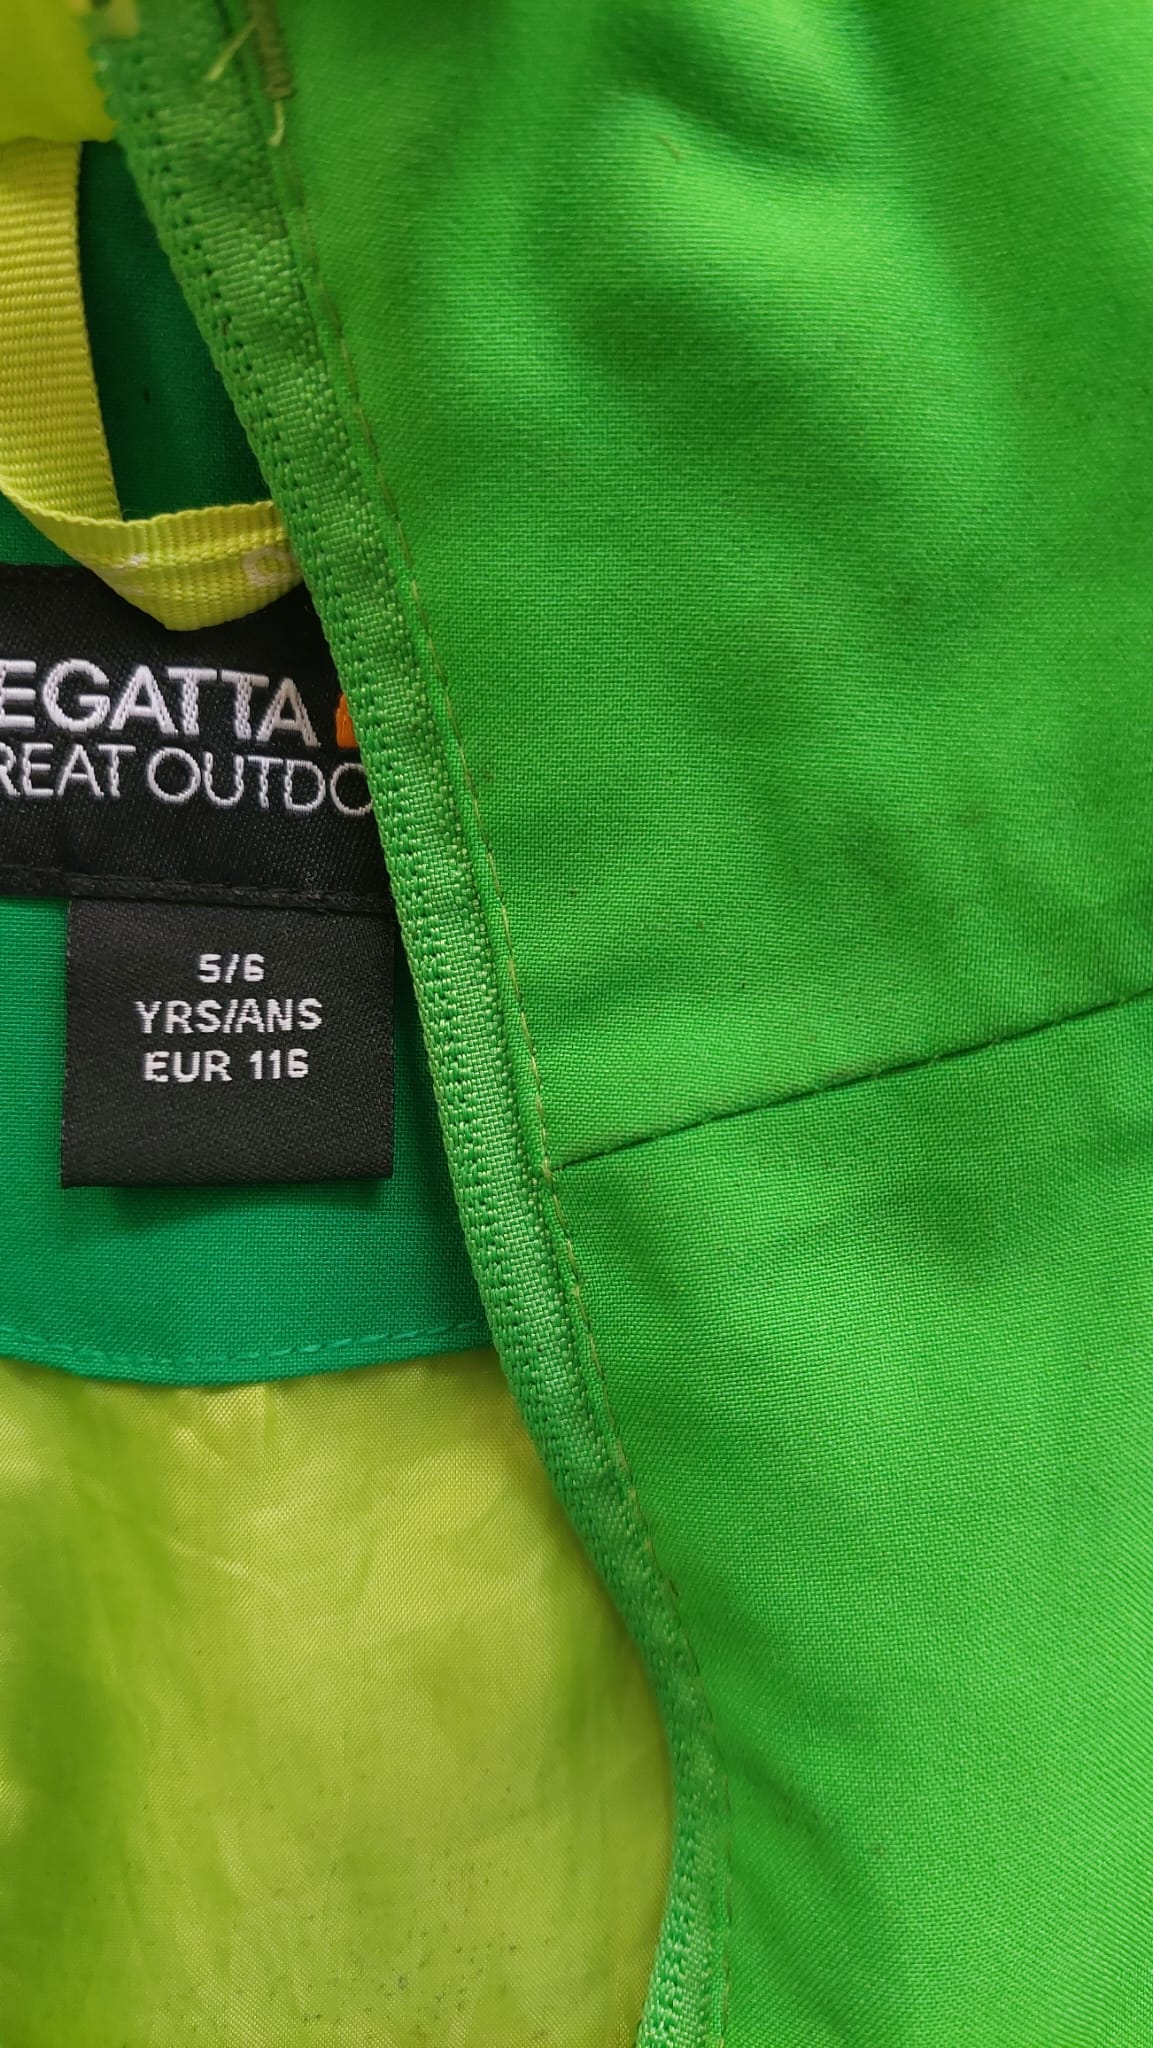 EGATTA
REAT OUTDO
5/6
YRS/ANS
EUR 116